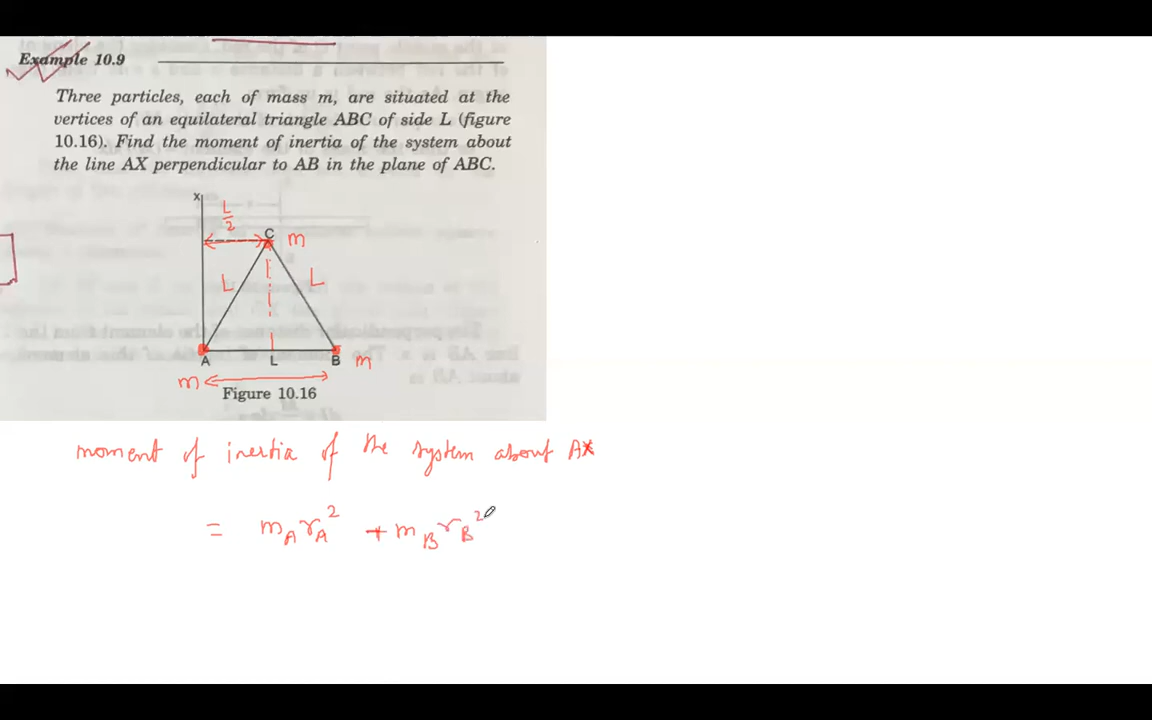 Example 10.9
Three particles, each of mass m, are situated at the
vertices of an equilateral triangle ABC of side L (figure
10.16). Find the moment of inertia of the system about
the line AX perpendicular to AB in the plane of ABC.
x
L/2
C m
L L
A L B m
m
Figure 10.16
moment of inertia of the system about AX
= m_A r_A^2 + m_B r_B^2